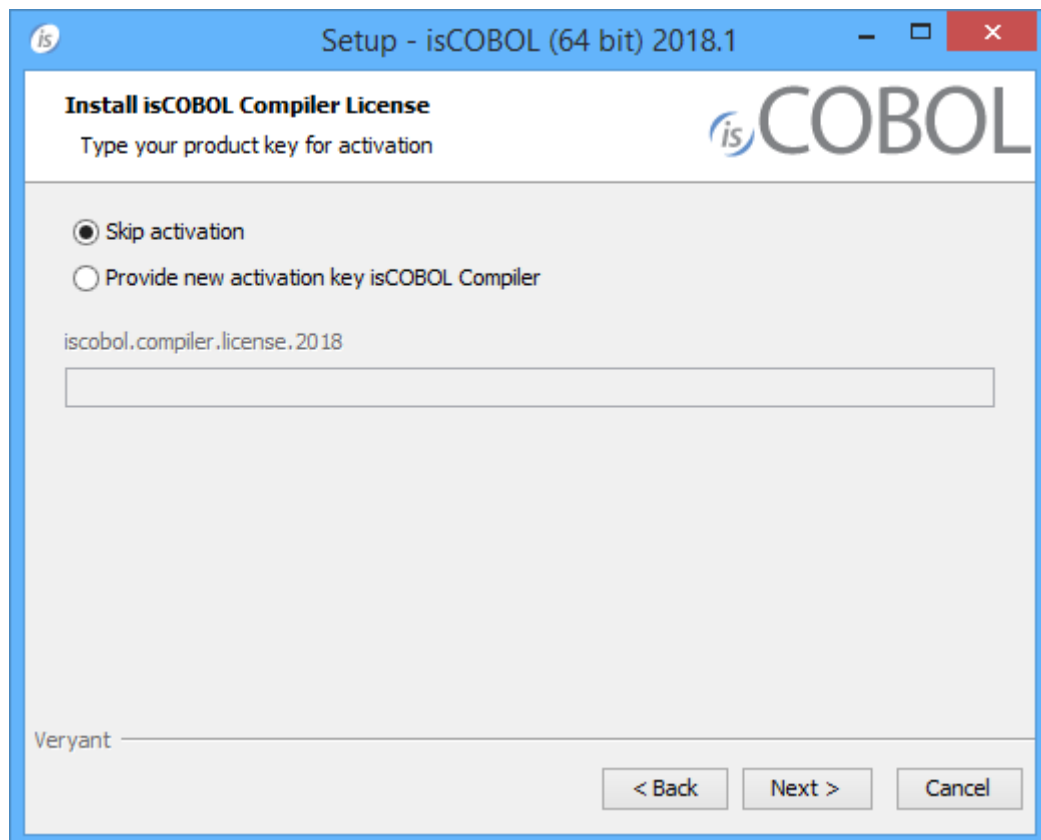 is Setup - isCOBOL (64 bit) 2018.1
Install isCOBOL Compiler License
Type your product key for activation
isCOBOL
Skip activation
Provide new activation key isCOBOL Compiler
iscobol.compiler.license.2018
Veryant
< Back Next > Cancel